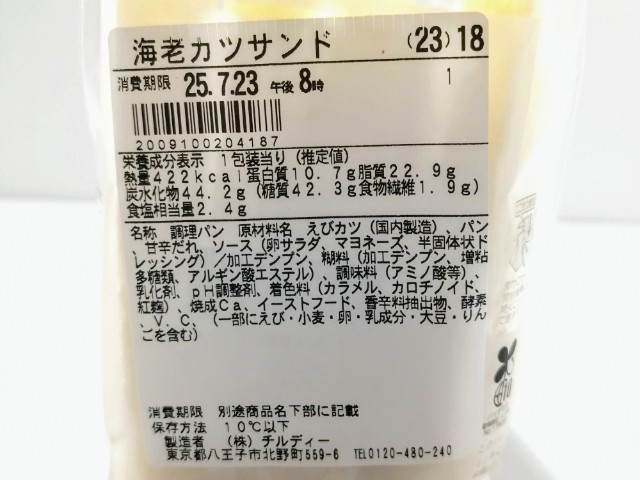 海老カツサンド (23)18
消費期限 25.7.23 午後 8時 1
2009100204187
栄養成分表示 1包装当り (推定値)
熱量422kcal蛋白質10.7g脂質22.9g
炭水化物44.2g(糖質42.3g食物繊維1.9g)
食塩相当量2.4g
名称 調理パン 原材料名 えびカツ(国内製造)、パン、
甘辛だれ、ソース(卵サラダ、マヨネーズ、半固体状ド
レッシング)/加工デンプン、糊料(加工デンプン、増粘
多糖類、アルギン酸エステル)、調味料(アミノ酸等)、
乳化剤、pH調整剤、着色料(カラメル、カロチノイド、
紅麹)、焼成Ca、イーストフード、香辛料抽出物、酵素
、V.C、(一部にえび・小麦・卵・乳成分・大豆・りん
ごを含む)
消費期限 別途商品名下部に記載
保存方法 10℃以下
製造者 (株)チルディー
東京都八王子市北野町559-6 TEL0120-480-240